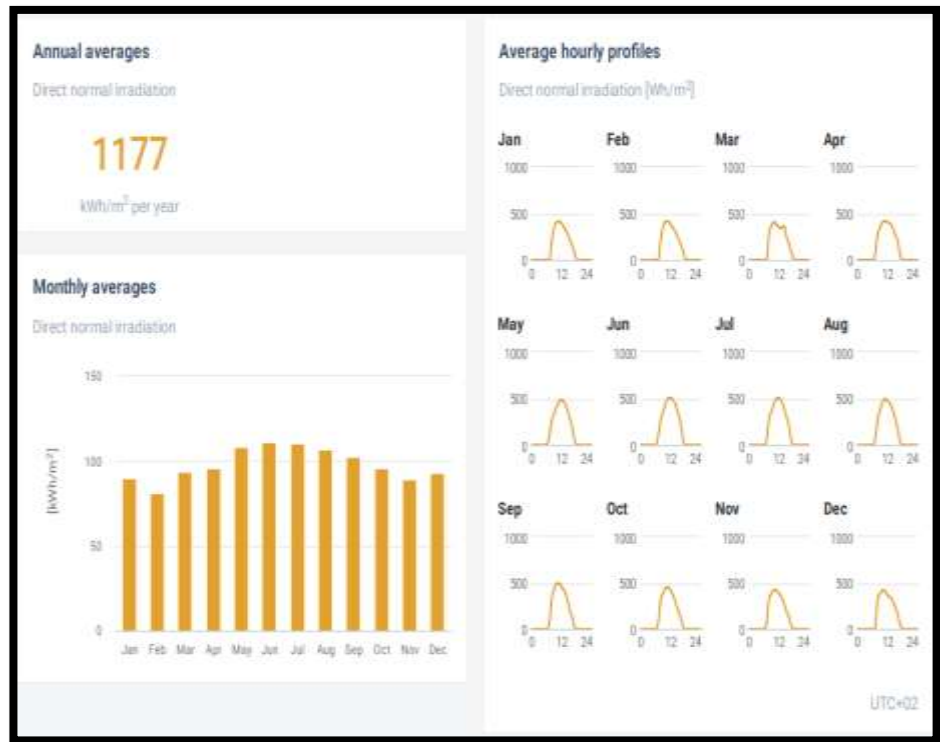 Annual averages
Direct normal irradiation
1177
kWh/m² per year
Monthly averages
Direct normal irradiation
150
100
50
0
[kWh/m²]
Jan Feb Mar Apr May Jun Jul Aug Sep Oct Nov Dec
Average hourly profiles
Direct normal irradiation [Wh/m²]
Jan Feb Mar Apr
1000 1000 1000 1000
500 500 500 500
0 0 0 0
0 12 24 0 12 24 0 12 24 0 12 24
May Jun Jul Aug
1000 1000 1000 1000
500 500 500 500
0 0 0 0
0 12 24 0 12 24 0 12 24 0 12 24
Sep Oct Nov Dec
1000 1000 1000 1000
500 500 500 500
0 0 0 0
0 12 24 0 12 24 0 12 24 0 12 24
UTC+02